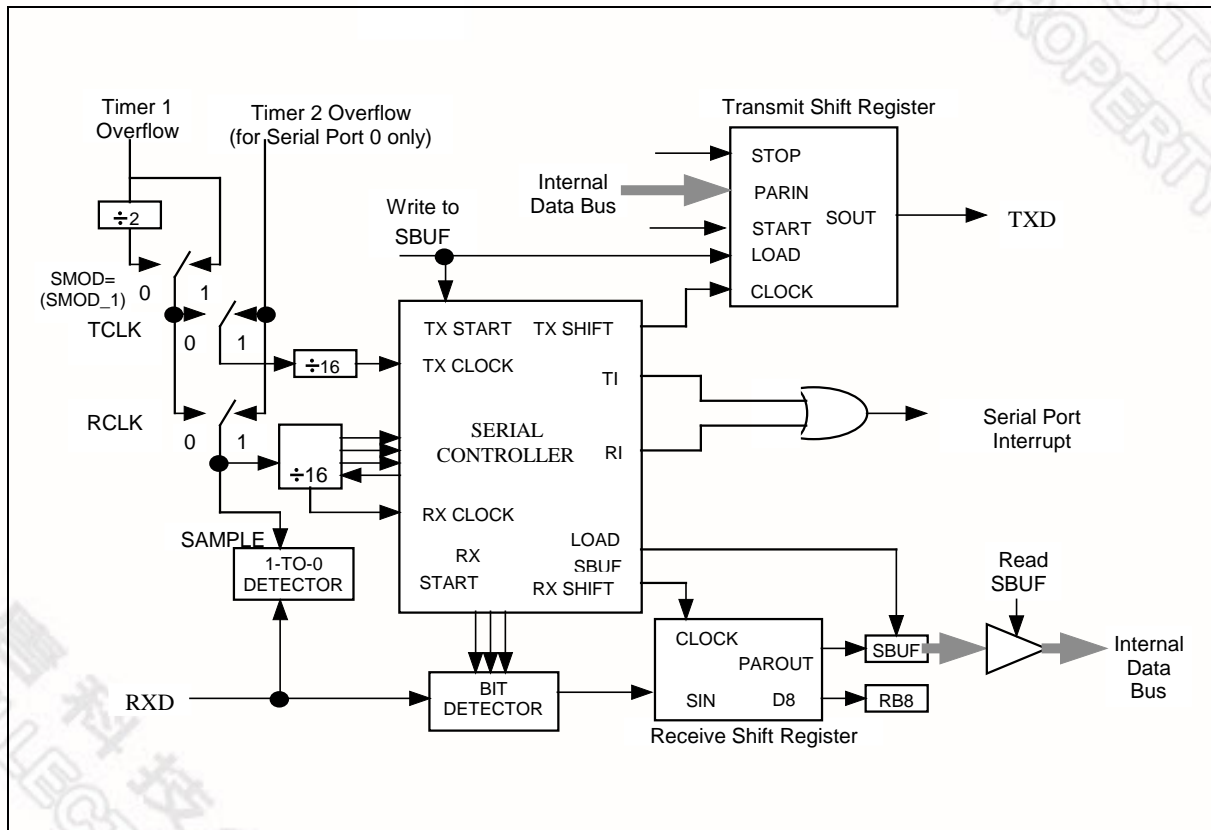 Timer 1
Overflow
Timer 2 Overflow
(for Serial Port 0 only)
÷2
SMOD=
(SMOD_1)
0
1
TCLK
0
1
÷16
RCLK
0
1
÷16
SAMPLE
1-TO-0
DETECTOR
RXD
Write to
SBUF
TX START
TX SHIFT
TX CLOCK
TI
SERIAL
CONTROLLER
RI
RX CLOCK
LOAD
SBUF
RX
START
RX SHIFT
BIT
DETECTOR
Transmit Shift Register
Internal
Data Bus
STOP
PARIN
START
SOUT
LOAD
CLOCK
TXD
Serial Port
Interrupt
CLOCK
PAROUT
SIN
D8
Receive Shift Register
SBUF
RB8
Read
SBUF
Internal
Data
Bus
ROPERTY
科技